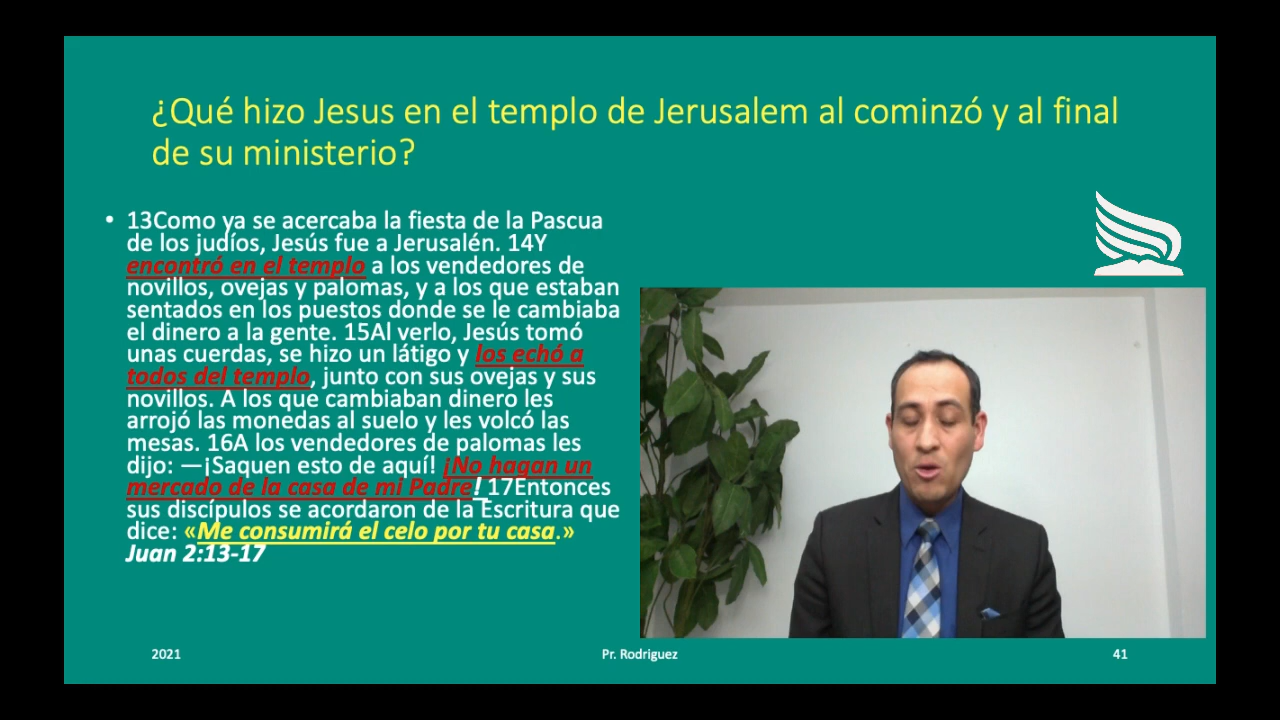 ¿Qué hizo Jesus en el templo de Jerusalem al cominzó y al final
de su ministerio?
• 13Como ya se acercaba la fiesta de la Pascua
de los judíos, Jesús fue a Jerusalén. 14Y
encontró en el templo a los vendedores de
novillos, ovejas y palomas, y a los que estaban
sentados en los puestos donde se le cambiaba
el dinero a la gente. 15Al verlo, Jesús tomó
unas cuerdas, se hizo un látigo y los echó a
todos del templo, junto con sus ovejas y sus
novillos. A los que cambiaban dinero les
arrojó las monedas al suelo y les volcó las
mesas. 16A los vendedores de palomas les
dijo: —¡Saquen esto de aquí! ¡No hagan un
mercado de la casa de mi Padre! 17Entonces
sus discípulos se acordaron de la Escritura que
dice: «Me consumirá el celo por tu casa.»
Juan 2:13-17
2021 Pr. Rodriguez 41